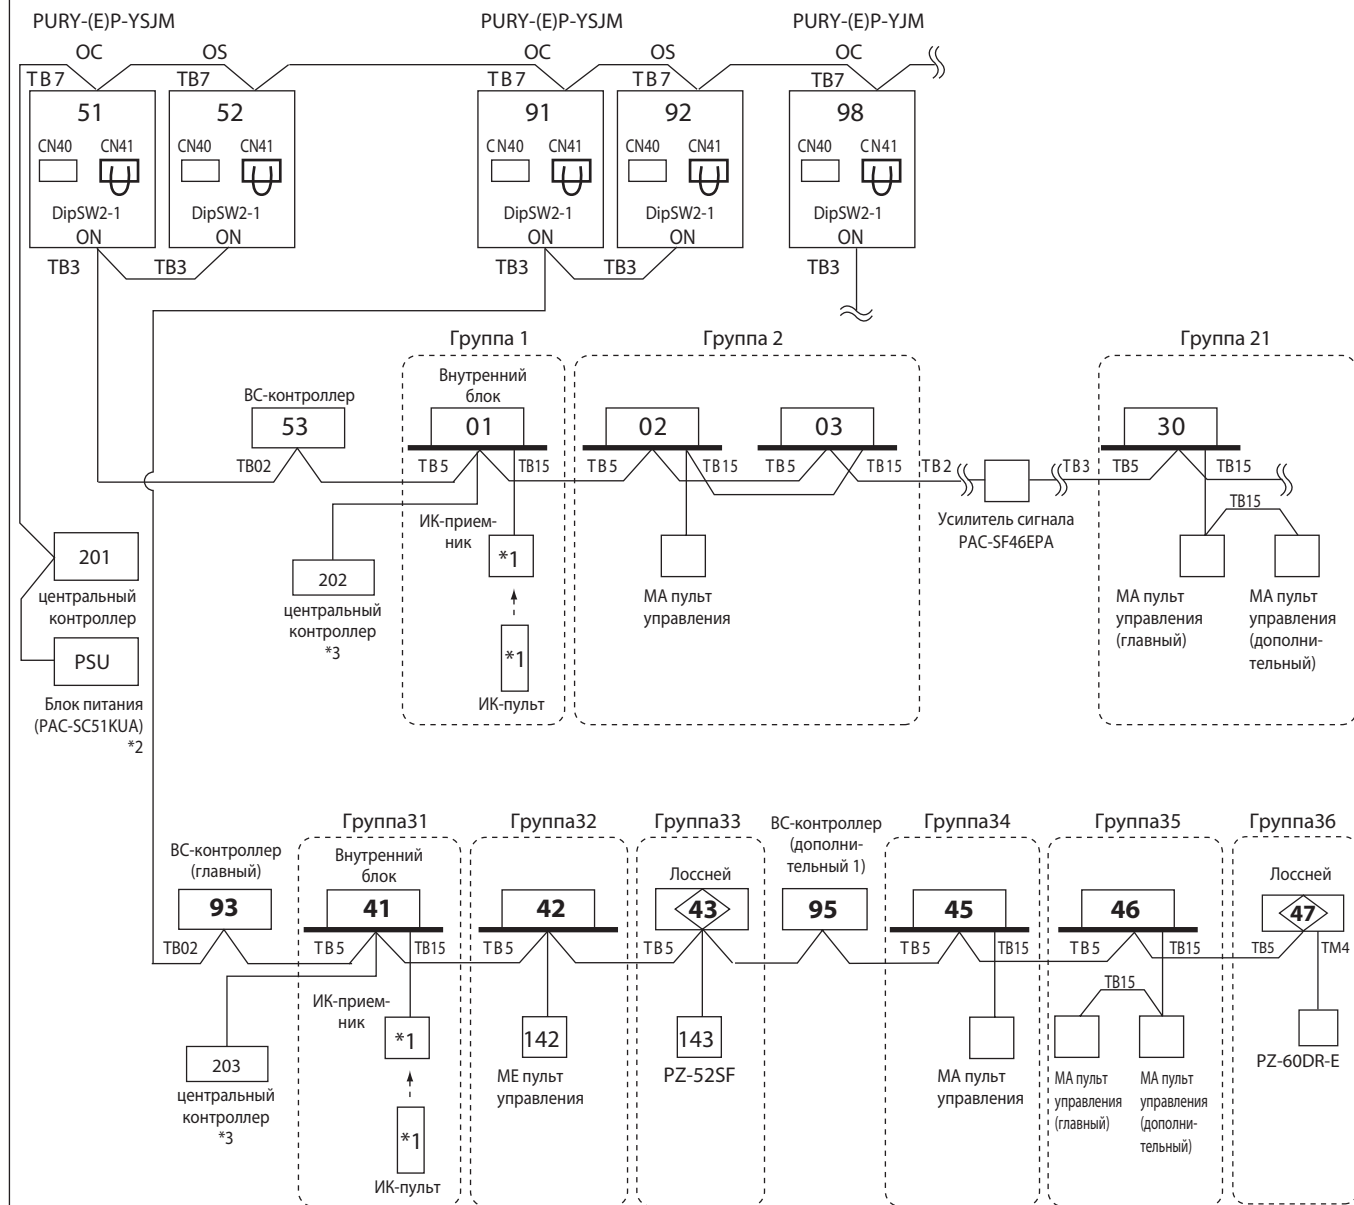 PURY-(E)P-YSJM
PURY-(E)P-YSJM
PURY-(E)P-YJM
OC
OS
OC
OS
OC
TB7
TB7
TB7
TB7
TB7
51
52
91
92
98
CN40
CN41
CN40
CN41
CN40
CN41
CN40
CN41
CN40
CN41
DipSW2-1
DipSW2-1
DipSW2-1
DipSW2-1
DipSW2-1
ON
ON
ON
ON
ON
TB3
TB3
TB3
TB3
TB3
Группа 1
Группа 2
Группа 21
Внутренний
блок
BC-контроллер
53
01
02
03
30
TB02
TB5
TB15
TB5
TB15
TB5
TB15
TB2
TB3
TB5
TB15
Усилитель сигнала
PAC-SF46EPA
TB15
ИК-прием-
ник
*1
202
центральный
контроллер
*3
*1
ИК-пульт
МА пульт
управления
МА пульт
управления
(главный)
МА пульт
управления
(дополни-
тельный)
201
центральный
контроллер
PSU
Блок питания
(PAC-SC51KUA)
*2
Группа31
Группа32
Группа33
Группа34
Группа35
Группа36
BC-контроллер
(главный)
Внутренний
блок
BC-контроллер
(дополни-
тельный 1)
Лоссней
Лоссней
93
41
42
43
95
45
46
47
TB02
TB5
TB15
TB5
TB5
TB5
TB15
TB5
TB15
TB5
TM4
TB15
ИК-прием-
ник
*1
203
центральный
контроллер
*3
*1
ИК-пульт
142
МЕ пульт
управления
143
PZ-52SF
МА пульт
управления
МА пульт
управления
(главный)
МА пульт
управления
(дополни-
тельный)
PZ-60DR-E